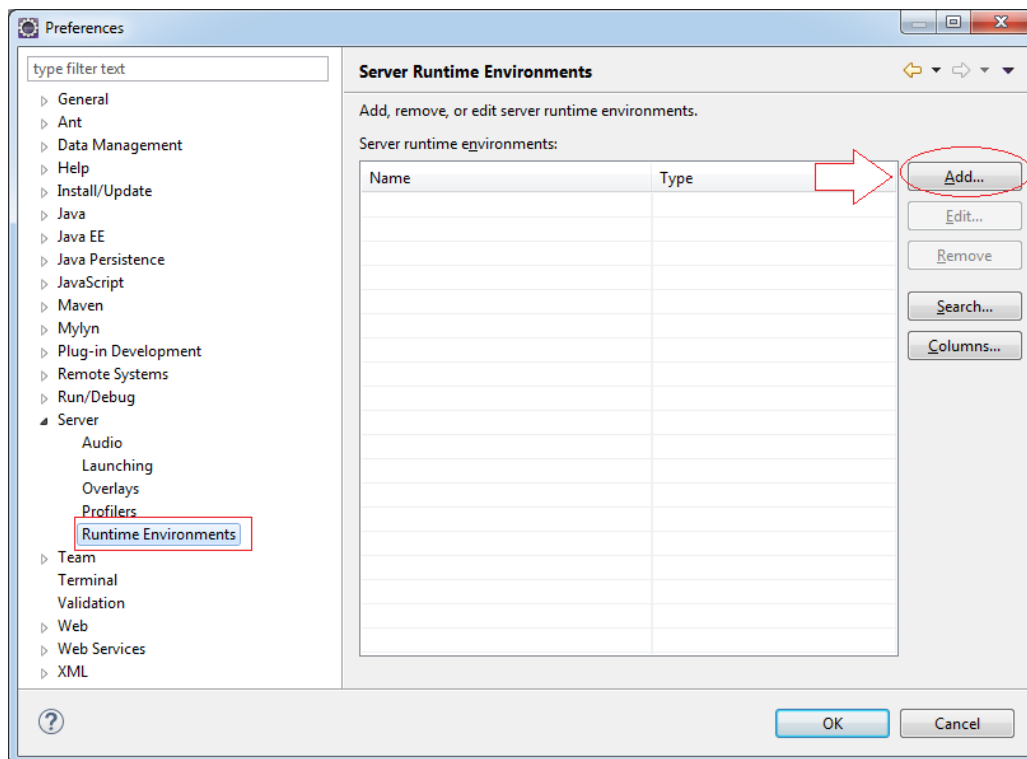 Preferences
type filter text
General
Ant
Data Management
Help
Install/Update
Java
Java EE
Java Persistence
JavaScript
Maven
Mylyn
Plug-in Development
Remote Systems
Run/Debug
Server
Audio
Launching
Overlays
Profilers
Runtime Environments
Team
Terminal
Validation
Web
Web Services
XML
Server Runtime Environments
Add, remove, or edit server runtime environments.
Server runtime environments:
Name Type
Add...
Edit...
Remove
Search...
Columns...
?
OK Cancel